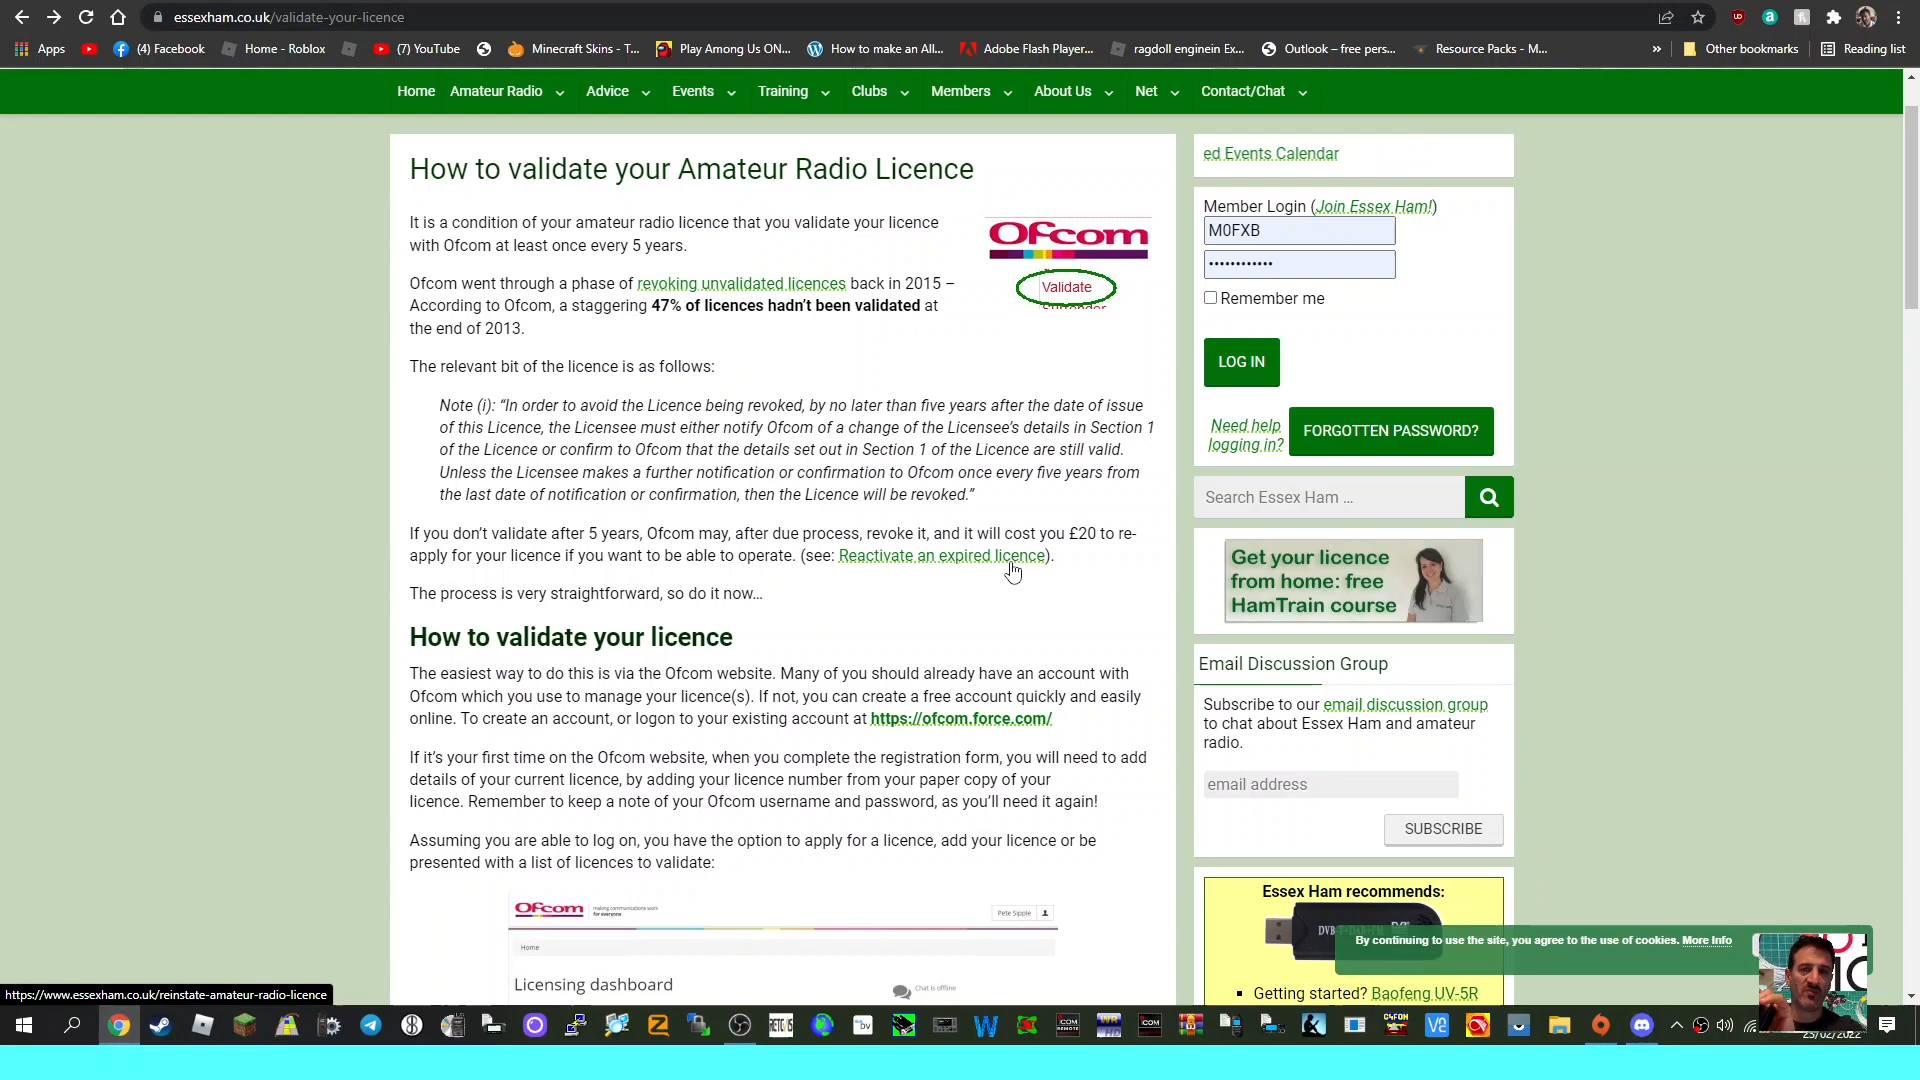 essexham.co.uk/validate-your-licence
Apps
(4) Facebook
Home - Roblox
(7) YouTube
Minecraft Skins - T...
Play Among Us ON...
How to make an All...
Adobe Flash Player...
ragdoll enginein Ex...
Outlook – free pers...
Resource Packs - M...
»
Other bookmarks
Reading list
Home
Amateur Radio
Advice
Events
Training
Clubs
Members
About Us
Net
Contact/Chat
How to validate your Amateur Radio Licence
It is a condition of your amateur radio licence that you validate your licence
with Ofcom at least once every 5 years.
Ofcom
Validate
Surrender
Ofcom went through a phase of revoking unvalidated licences back in 2015 –
According to Ofcom, a staggering 47% of licences hadn't been validated at
the end of 2013.
The relevant bit of the licence is as follows:
Note (i): “In order to avoid the Licence being revoked, by no later than five years after the date of issue
of this Licence, the Licensee must either notify Ofcom of a change of the Licensee's details in Section 1
of the Licence or confirm to Ofcom that the details set out in Section 1 of the Licence are still valid.
Unless the Licensee makes a further notification or confirmation to Ofcom once every five years from
the last date of notification or confirmation, then the Licence will be revoked.”
If you don't validate after 5 years, Ofcom may, after due process, revoke it, and it will cost you £20 to re-
apply for your licence if you want to be able to operate. (see: Reactivate an expired licence).
The process is very straightforward, so do it now…
How to validate your licence
The easiest way to do this is via the Ofcom website. Many of you should already have an account with
Ofcom which you use to manage your licence(s). If not, you can create a free account quickly and easily
online. To create an account, or logon to your existing account at https://ofcom.force.com/
If it's your first time on the Ofcom website, when you complete the registration form, you will need to add
details of your current licence, by adding your licence number from your paper copy of your
licence. Remember to keep a note of your Ofcom username and password, as you'll need it again!
Assuming you are able to log on, you have the option to apply for a licence, add your licence or be
presented with a list of licences to validate:
Ofcom
making communications work
for everyone
Pete Sipple
Home
Licensing dashboard
Chat is offline
ed Events Calendar
Member Login (Join Essex Ham!)
M0FXB
••••••••••••
Remember me
LOG IN
Need help
logging in?
FORGOTTEN PASSWORD?
Search Essex Ham …
Get your licence
from home: free
HamTrain course
Email Discussion Group
Subscribe to our email discussion group
to chat about Essex Ham and amateur
radio.
email address
SUBSCRIBE
Essex Ham recommends:
By continuing to use the site, you agree to the use of cookies. More Info
Getting started? Baofeng UV-5R
https://www.essexham.co.uk/reinstate-amateur-radio-licence
25/02/2022